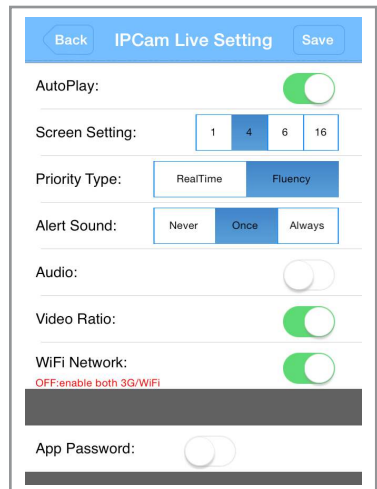 Back IPCam Live Setting Save
AutoPlay:
Screen Setting: 1 4 6 16
Priority Type: RealTime Fluency
Alert Sound: Never Once Always
Audio:
Video Ratio:
WiFi Network:
OFF:enable both 3G/WiFi
App Password: